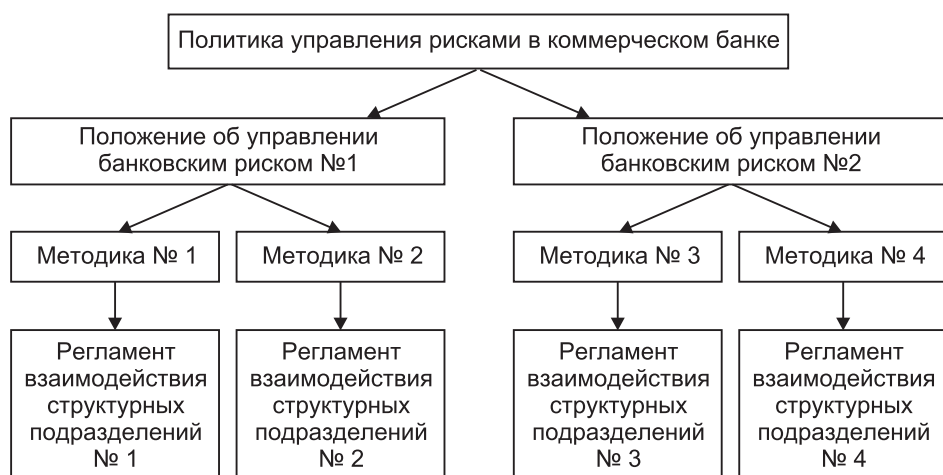 Политика управления рисками в коммерческом банке
Положение об управлении
банковским риском №1
Положение об управлении
банковским риском №2
Методика № 1
Методика № 2
Методика № 3
Методика № 4
Регламент
взаимодействия
структурных
подразделений
№ 1
Регламент
взаимодействия
структурных
подразделений
№ 2
Регламент
взаимодействия
структурных
подразделений
№ 3
Регламент
взаимодействия
структурных
подразделений
№ 4